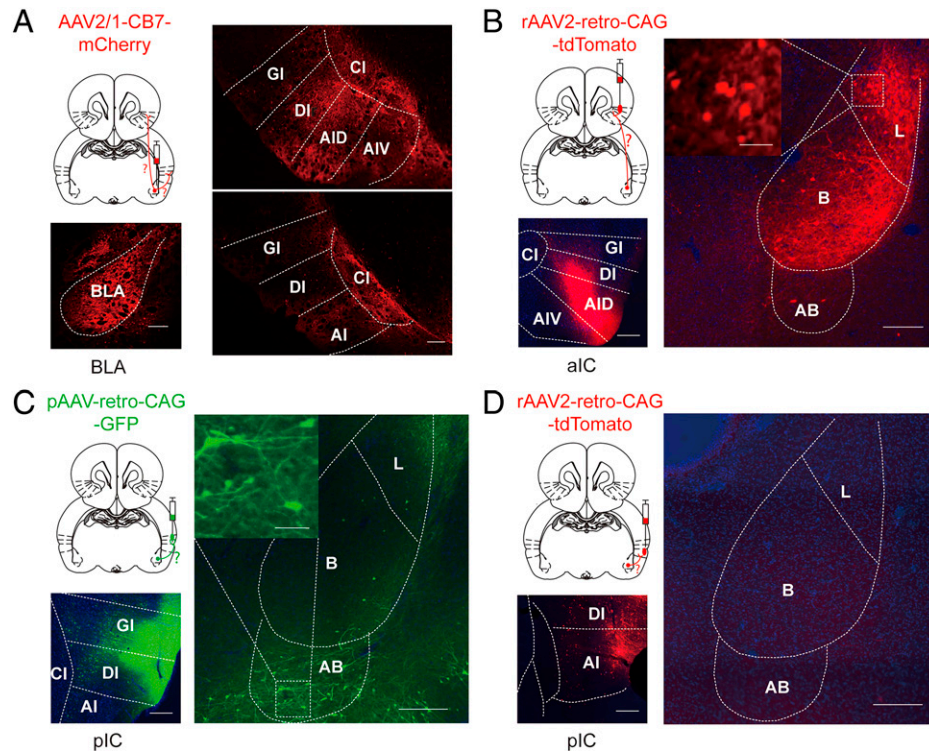 A
AAV2/1-CB7-
mCherry
?
?
BLA
BLA
GI
CI
DI
AID
AIV
GI
CI
DI
AI
B
rAAV2-retro-CAG
-tdTomato
?
CI
GI
DI
AID
AIV
aIC
L
B
AB
C
pAAV-retro-CAG
-GFP
?
GI
CI
DI
AI
pIC
L
B
AB
D
rAAV2-retro-CAG
-tdTomato
?
DI
AI
pIC
L
B
AB